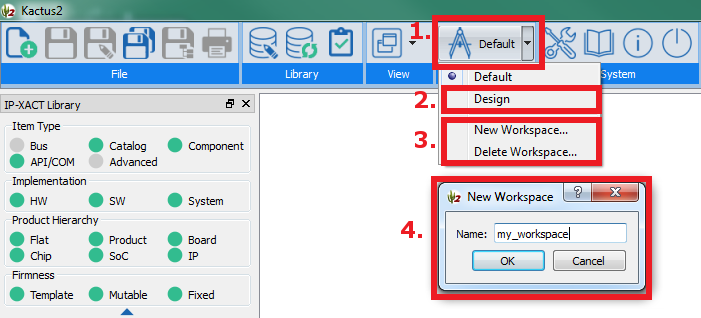 Kactus2
1.
Default
File
Library
View
System
Default
2.
Design
3.
New Workspace...
Delete Workspace...
IP-XACT Library
Item Type
Bus Catalog Component
API/COM Advanced
Implementation
HW SW System
Product Hierarchy
Flat Product Board
Chip SoC IP
Firmness
Template Mutable Fixed
4.
New Workspace
Name: my_workspace
OK Cancel